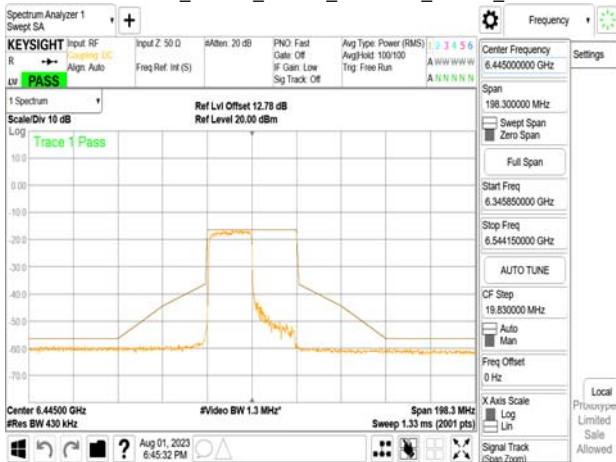 Spectrum Analyzer 1
Swept SA
+
Frequency
KEYSIGHT
Input: RF
Coupling: DC
Align: Auto
R
LV PASS
Input Z: 50 Ω
Freq Ref: Int (S)
#Atten: 20 dB
PNO: Fast
Gate: Off
IF Gain: Low
Sig Track: Off
Avg Type: Power (RMS)
Avg|Hold: 100/100
Trig: Free Run
1 2 3 4 5 6
A W W W W W
A N N N N N
1 Spectrum
Scale/Div 10 dB
Ref Lvl Offset 12.78 dB
Ref Level 20.00 dBm
Log
Trace 1 Pass
10.0
0.00
-10.0
-20.0
-30.0
-40.0
-50.0
-60.0
-70.0
Center 6.44500 GHz
#Res BW 430 kHz
#Video BW 1.3 MHz*
Span 198.3 MHz
Sweep 1.33 ms (2001 pts)
Aug 01, 2023
6:45:32 PM
?
Center Frequency
6.445000000 GHz
Settings
Span
198.300000 MHz
Swept Span
Zero Span
Full Span
Start Freq
6.345850000 GHz
Stop Freq
6.544150000 GHz
AUTO TUNE
CF Step
19.830000 MHz
Auto
Man
Freq Offset
0 Hz
X Axis Scale
Log
Lin
Local
Prototype
Limited
Sale
Allowed
Signal Track
(Span Zoom)